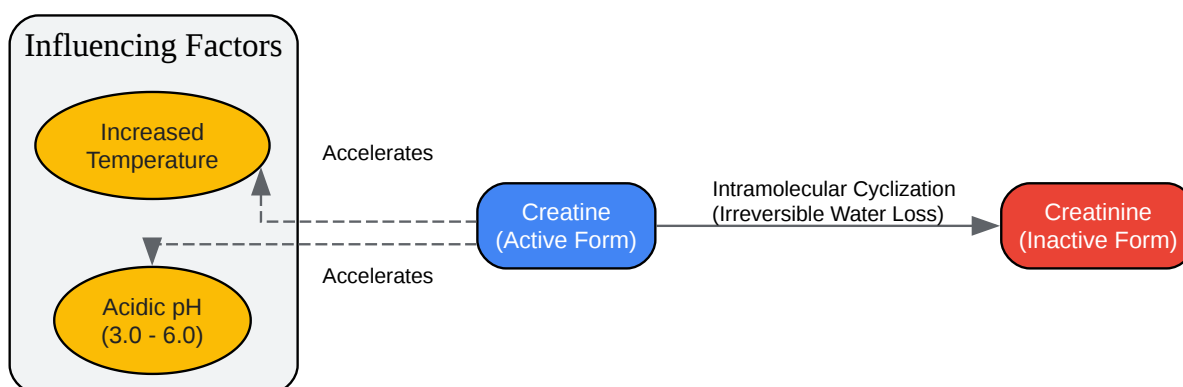 Influencing Factors
Increased
Temperature
Accelerates
Intramolecular Cyclization
(Irreversible Water Loss)
Creatine
(Active Form)
Creatinine
(Inactive Form)
Accelerates
Acidic pH
(3.0 - 6.0)